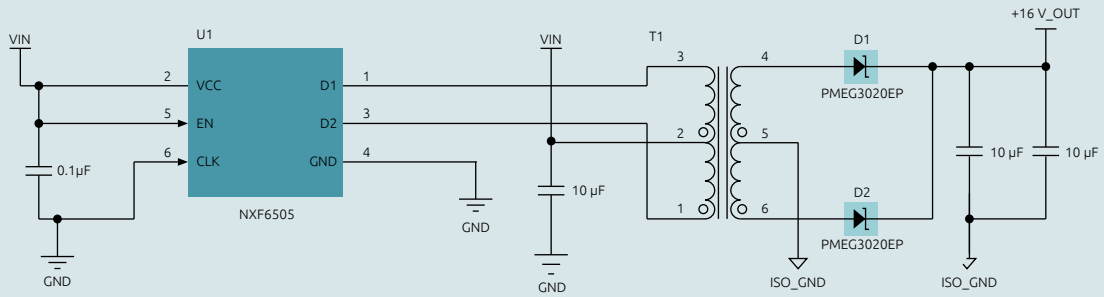 +16 V_OUT
VIN
U1
VIN
T1
D1
2
VCC
D1
1
3
4
PMEG3020EP
5
EN
D2
3
2
5
6
CLK
GND
4
0.1µF
10 µF
10 µF
10 µF
D2
1
6
NXF6505
PMEG3020EP
GND
GND
GND
ISO_GND
ISO_GND